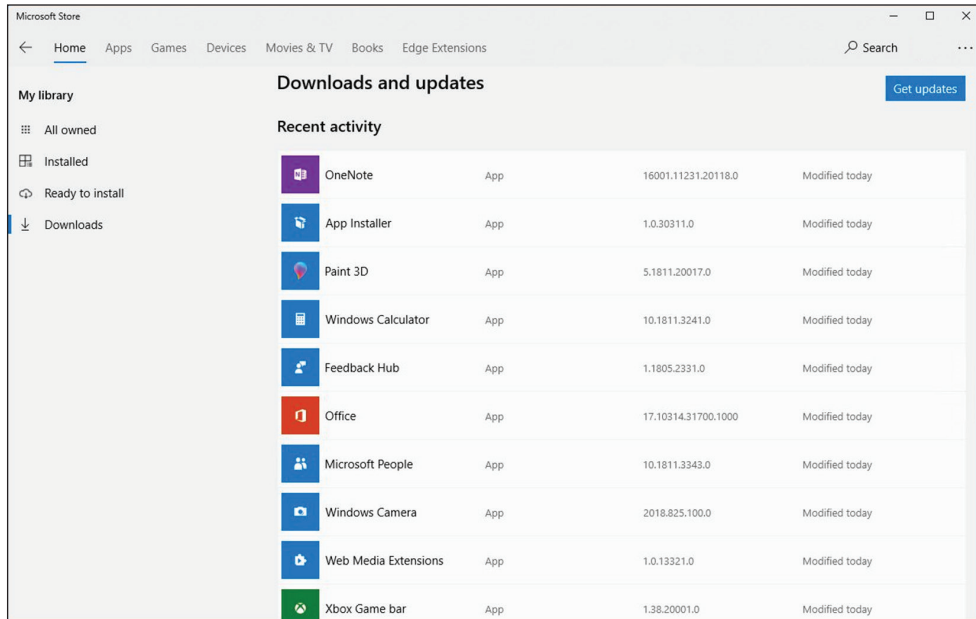 Microsoft Store
Home Apps Games Devices Movies & TV Books Edge Extensions Search
My library
All owned
Installed
Ready to install
Downloads
Downloads and updates
Get updates
Recent activity
OneNote App 16001.11231.20118.0 Modified today
App Installer App 1.0.30311.0 Modified today
Paint 3D App 5.1811.20017.0 Modified today
Windows Calculator App 10.1811.3241.0 Modified today
Feedback Hub App 1.1805.2331.0 Modified today
Office App 17.10314.31700.1000 Modified today
Microsoft People App 10.1811.3343.0 Modified today
Windows Camera App 2018.825.100.0 Modified today
Web Media Extensions App 1.0.13321.0 Modified today
Xbox Game bar App 1.38.20001.0 Modified today